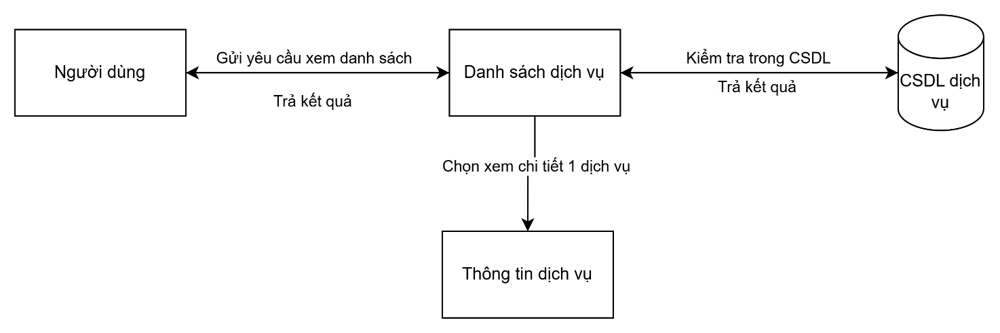 Người dùng
Gửi yêu cầu xem danh sách
Trả kết quả
Danh sách dịch vụ
Kiểm tra trong CSDL
Trả kết quả
CSDL dịch
vụ
Chọn xem chi tiết 1 dịch vụ
Thông tin dịch vụ